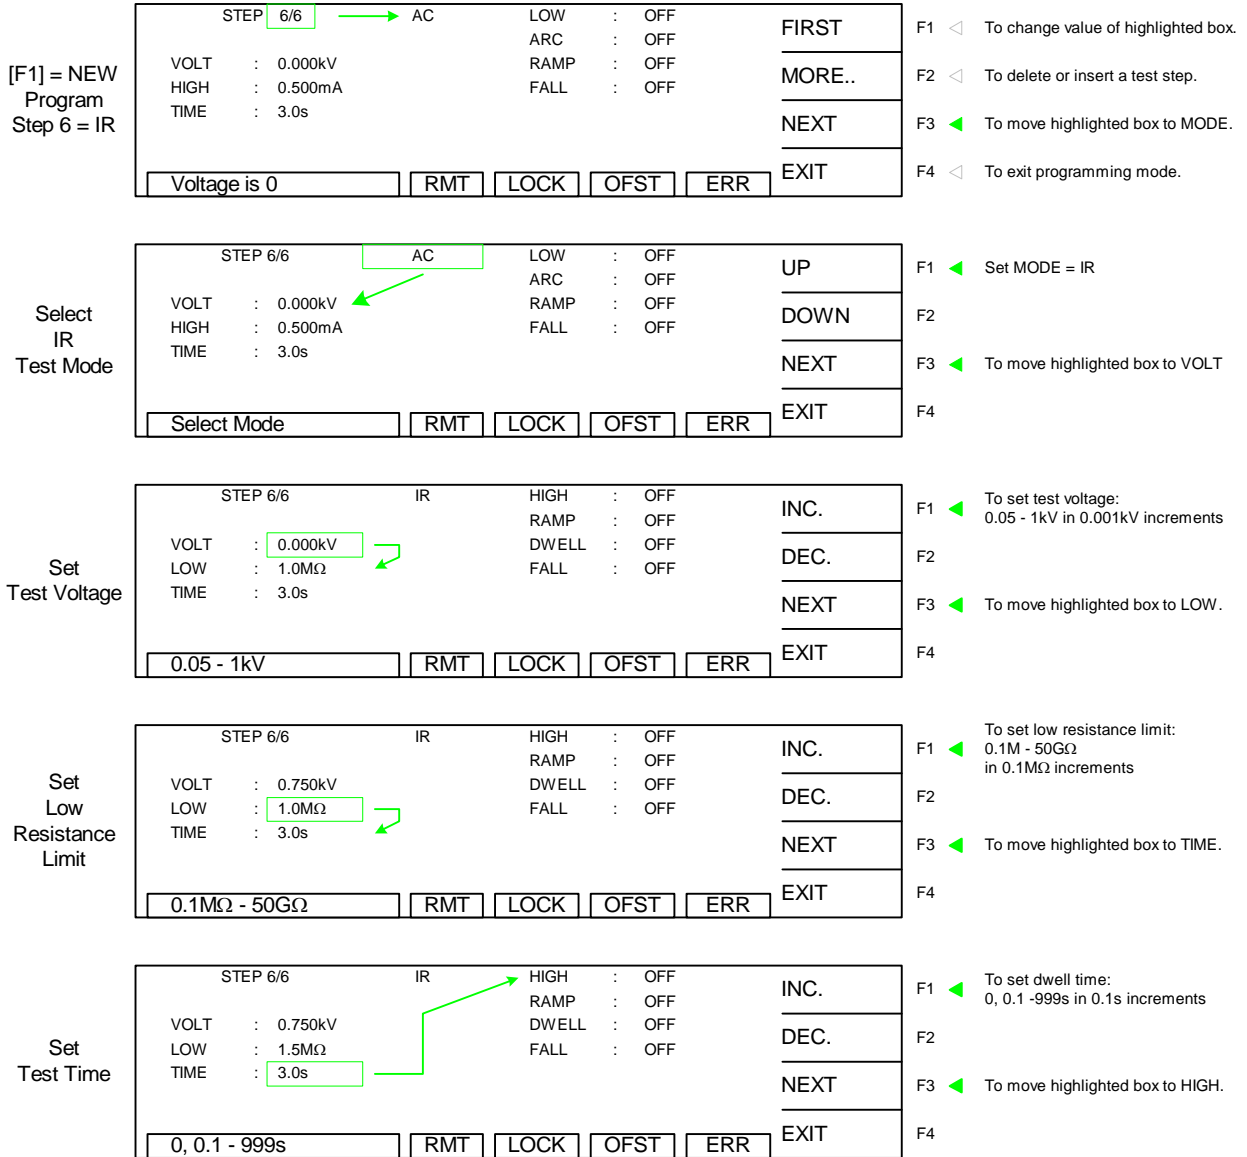 [F1] = NEW
Program
Step 6 = IR
STEP 6/6 AC LOW : OFF
ARC : OFF
VOLT : 0.000kV RAMP : OFF
HIGH : 0.500mA FALL : OFF
TIME : 3.0s
Voltage is 0 RMT LOCK OFST ERR
FIRST F1 To change value of highlighted box.
MORE.. F2 To delete or insert a test step.
NEXT F3 To move highlighted box to MODE.
EXIT F4 To exit programming mode.
Select
IR
Test Mode
STEP 6/6 AC LOW : OFF
ARC : OFF
VOLT : 0.000kV RAMP : OFF
HIGH : 0.500mA FALL : OFF
TIME : 3.0s
Select Mode RMT LOCK OFST ERR
UP F1 Set MODE = IR
DOWN F2
NEXT F3 To move highlighted box to VOLT
EXIT F4
Set
Test Voltage
STEP 6/6 IR HIGH : OFF
RAMP : OFF
VOLT : 0.000kV DWELL : OFF
LOW : 1.0MΩ FALL : OFF
TIME : 3.0s
0.05 - 1kV RMT LOCK OFST ERR
INC. F1 To set test voltage:
0.05 - 1kV in 0.001kV increments
DEC. F2
NEXT F3 To move highlighted box to LOW.
EXIT F4
Set
Low
Resistance
Limit
STEP 6/6 IR HIGH : OFF
RAMP : OFF
VOLT : 0.750kV DWELL : OFF
LOW : 1.0MΩ FALL : OFF
TIME : 3.0s
0.1MΩ - 50GΩ RMT LOCK OFST ERR
INC. F1 To set low resistance limit:
0.1M - 50GΩ
in 0.1MΩ increments
DEC. F2
NEXT F3 To move highlighted box to TIME.
EXIT F4
Set
Test Time
STEP 6/6 IR HIGH : OFF
RAMP : OFF
VOLT : 0.750kV DWELL : OFF
LOW : 1.5MΩ FALL : OFF
TIME : 3.0s
0, 0.1 - 999s RMT LOCK OFST ERR
INC. F1 To set dwell time:
0, 0.1 -999s in 0.1s increments
DEC. F2
NEXT F3 To move highlighted box to HIGH.
EXIT F4